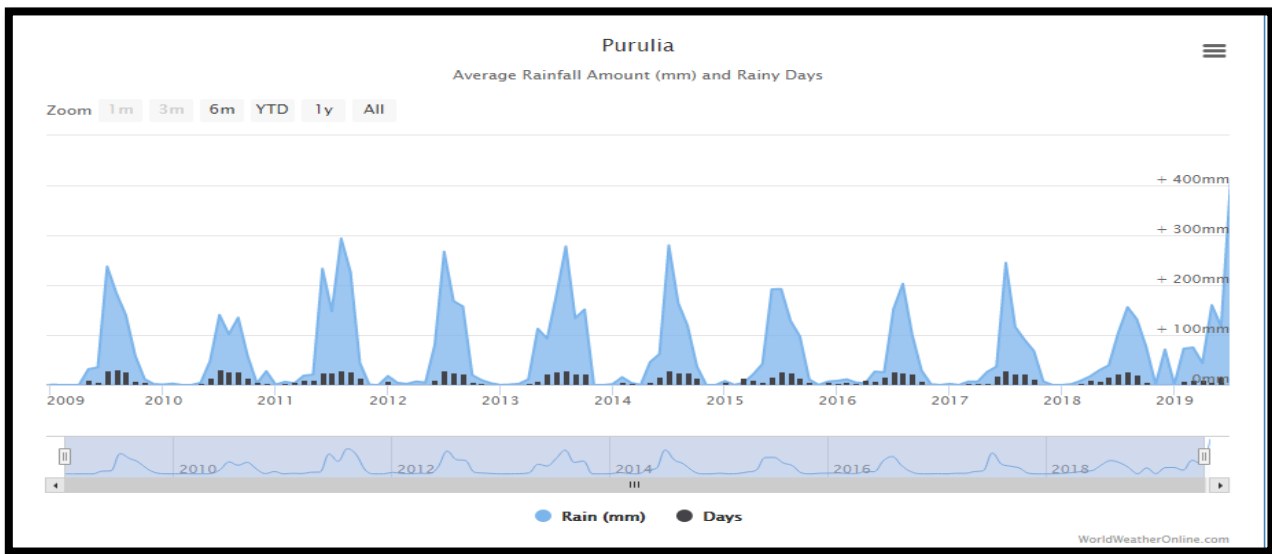 Purulia
Average Rainfall Amount (mm) and Rainy Days
Zoom 1m 3m 6m YTD 1y All
+ 400mm
+ 300mm
+ 200mm
+ 100mm
0mm
2009 2010 2011 2012 2013 2014 2015 2016 2017 2018 2019
2010 2012 2014 2016 2018
Rain (mm) Days
WorldWeatherOnline.com